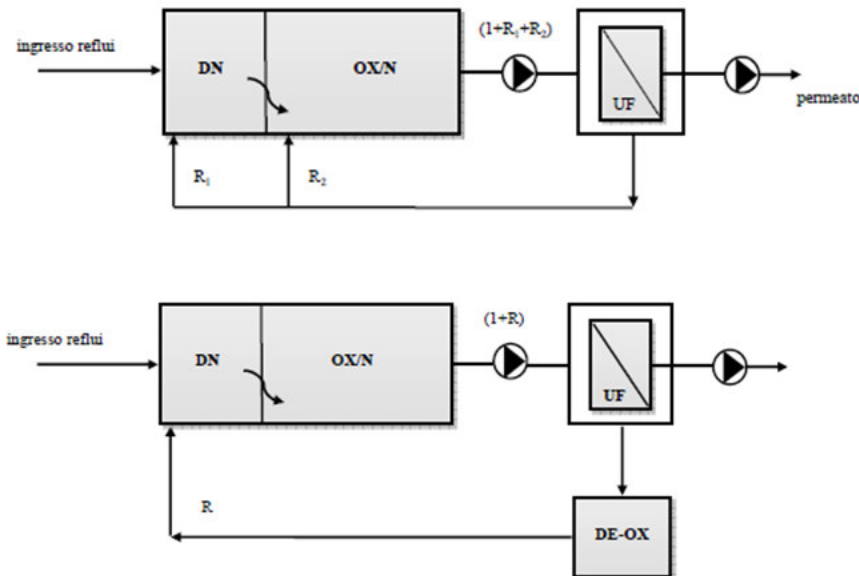 (1+R₁+R₂)
ingresso reflui
DN
OX/N
UF
permeato
R₁
R₂
(1+R)
ingresso reflui
DN
OX/N
UF
R
DE-OX